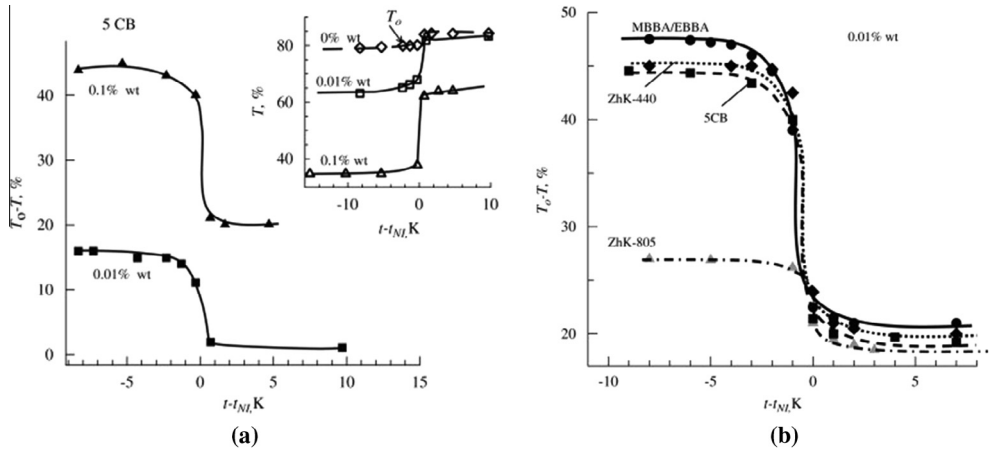 5 CB
0.1% wt
0.01% wt
40
30
20
10
0
T₀-T, %
-5 0 5 10 15
t-t_NI, K
T_o
0% wt
0.01% wt
0.1% wt
80
60
40
T, %
-8 0 10
t-t_NI, K
(a)
MBBA/EBBA
0.01% wt
ZhK-440
5CB
ZhK-805
50
40
30
20
T_o-T, %
-10 -5 0 5
t-t_NI, K
(b)